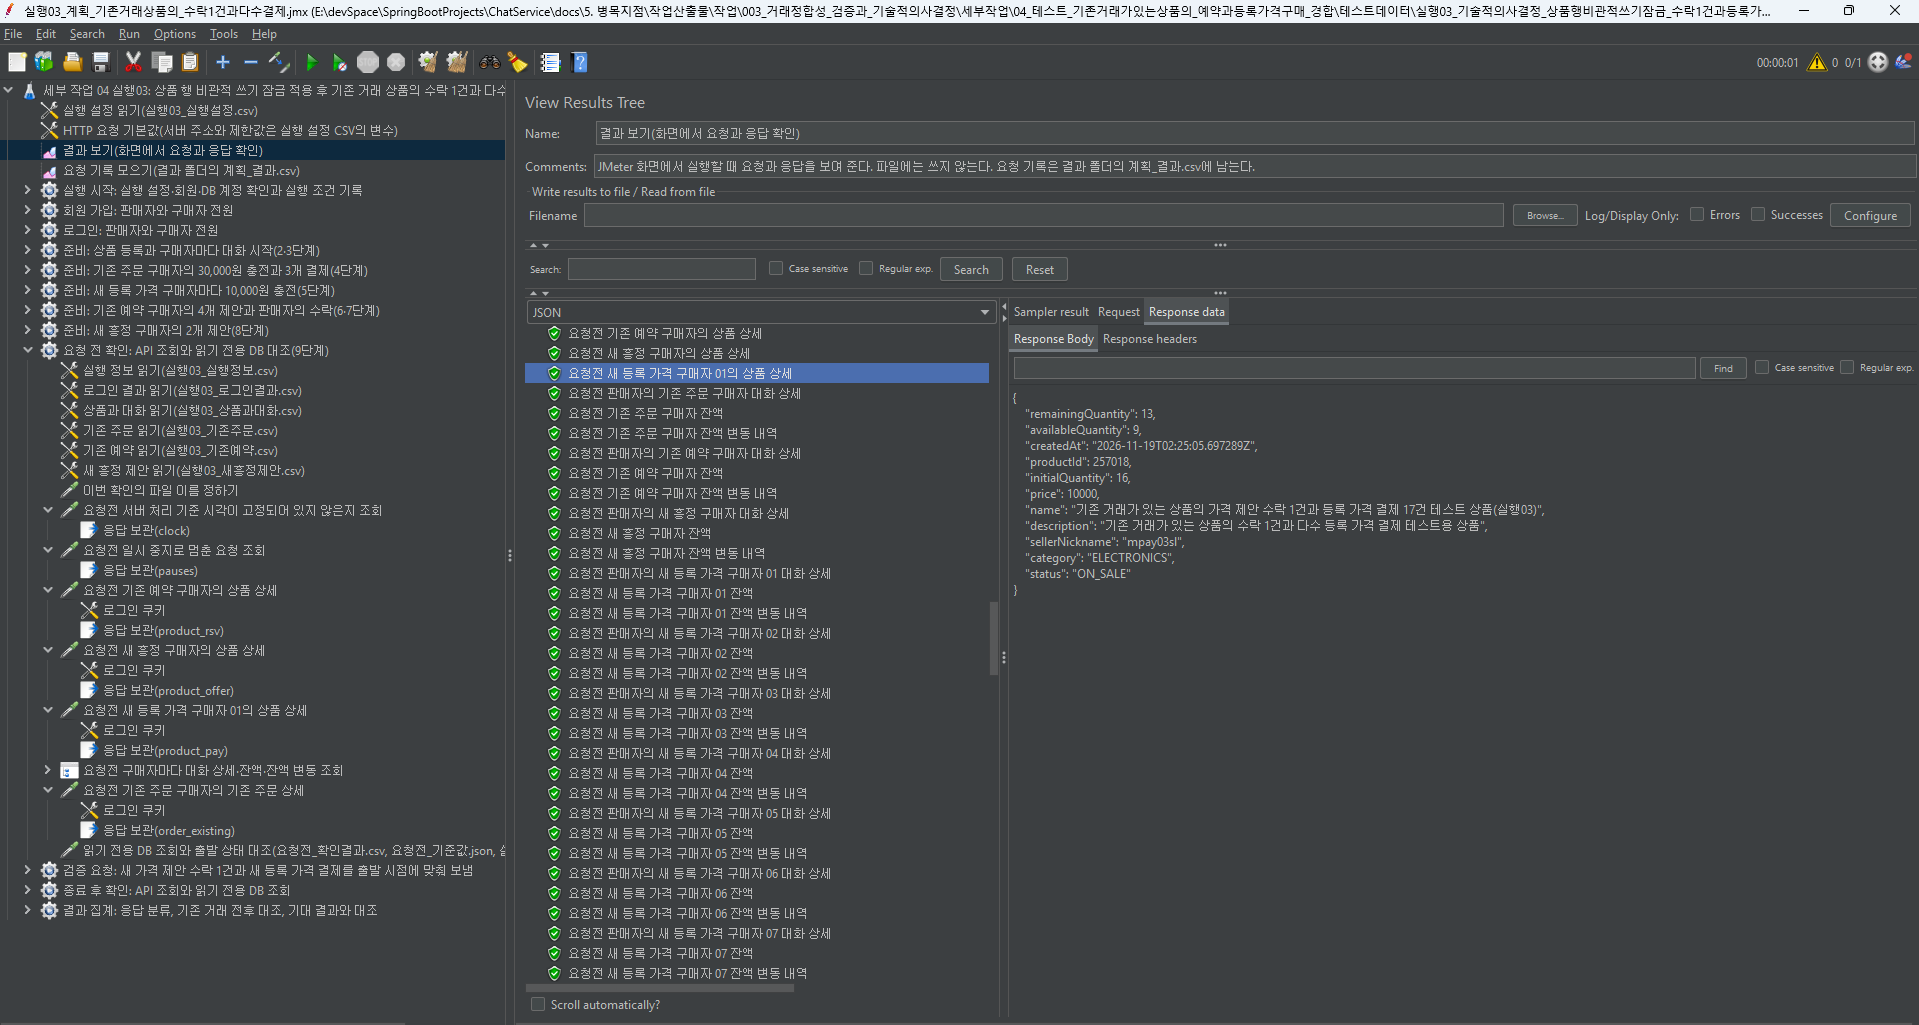 실행03_계획_기존거래상품의_수락1건과다수결제.jmx (E:\devSpace\SpringBootProjects\ChatService\docs\5. 병목지점\작업산출물\작업\003_거래정합성_검증과_기술적의사결정\세부작업\04_테스트_기존거래가있는상품의_예약과등록가격구매_경합\테스트데이터\실행03_기술적의사결정_상품행비관적쓰기잠금_수락1건과등록가...
File Edit Search Run Options Tools Help
00:00:01 0 0/1
세부 작업 04 실행03: 상품 행 비관적 쓰기 잠금 적용 후 기존 거래 상품의 수락 1건과 다수
실행 설정 읽기(실행03_실행설정.csv)
HTTP 요청 기본값(서버 주소와 제한값은 실행 설정 CSV의 변수)
결과 보기(화면에서 요청과 응답 확인)
요청 기록 모으기(결과 폴더의 계획_결과.csv)
실행 시작: 실행 설정·회원·DB 계정 확인과 실행 조건 기록
회원 가입: 판매자와 구매자 전원
로그인: 판매자와 구매자 전원
준비: 상품 등록과 구매자마다 대화 시작(2·3단계)
준비: 기존 주문 구매자의 30,000원 충전과 3개 결제(4단계)
준비: 새 등록 가격 구매자마다 10,000원 충전(5단계)
준비: 기존 예약 구매자의 4개 제안과 판매자의 수락(6·7단계)
준비: 새 흥정 구매자의 2개 제안(8단계)
요청 전 확인: API 조회와 읽기 전용 DB 대조(9단계)
실행 정보 읽기(실행03_실행정보.csv)
로그인 결과 읽기(실행03_로그인결과.csv)
상품과 대화 읽기(실행03_상품과대화.csv)
기존 주문 읽기(실행03_기존주문.csv)
기존 예약 읽기(실행03_기존예약.csv)
새 흥정 제안 읽기(실행03_새흥정제안.csv)
이번 확인의 파일 이름 정하기
요청전 서버 처리 기준 시각이 고정되어 있지 않은지 조회
응답 보관(clock)
요청전 일시 중지로 멈춘 요청 조회
응답 보관(pauses)
요청전 기존 예약 구매자의 상품 상세
로그인 쿠키
응답 보관(product_rsv)
요청전 새 흥정 구매자의 상품 상세
로그인 쿠키
응답 보관(product_offer)
요청전 새 등록 가격 구매자 01의 상품 상세
로그인 쿠키
응답 보관(product_pay)
요청전 구매자마다 대화 상세·잔액·잔액 변동 조회
요청전 기존 주문 구매자의 기존 주문 상세
로그인 쿠키
응답 보관(order_existing)
읽기 전용 DB 조회와 출발 상태 대조(요청전_확인결과.csv, 요청전_기준값.json, 실
검증 요청: 새 가격 제안 수락 1건과 새 등록 가격 결제를 출발 시점에 맞춰 보냄
종료 후 확인: API 조회와 읽기 전용 DB 조회
결과 집계: 응답 분류, 기존 거래 전후 대조, 기대 결과와 대조
View Results Tree
Name: 결과 보기(화면에서 요청과 응답 확인)
Comments: JMeter 화면에서 실행할 때 요청과 응답을 보여 준다. 파일에는 쓰지 않는다. 요청 기록은 결과 폴더의 계획_결과.csv에 남는다.
Write results to file / Read from file
Filename Browse... Log/Display Only: Errors Successes Configure
Search: Case sensitive Regular exp. Search Reset
JSON
요청전 기존 예약 구매자의 상품 상세
요청전 새 흥정 구매자의 상품 상세
요청전 새 등록 가격 구매자 01의 상품 상세
요청전 판매자의 기존 주문 구매자 대화 상세
요청전 기존 주문 구매자 잔액
요청전 기존 주문 구매자 잔액 변동 내역
요청전 판매자의 기존 예약 구매자 대화 상세
요청전 기존 예약 구매자 잔액
요청전 기존 예약 구매자 잔액 변동 내역
요청전 판매자의 새 흥정 구매자 대화 상세
요청전 새 흥정 구매자 잔액
요청전 새 흥정 구매자 잔액 변동 내역
요청전 판매자의 새 등록 가격 구매자 01 대화 상세
요청전 새 등록 가격 구매자 01 잔액
요청전 새 등록 가격 구매자 01 잔액 변동 내역
요청전 판매자의 새 등록 가격 구매자 02 대화 상세
요청전 새 등록 가격 구매자 02 잔액
요청전 새 등록 가격 구매자 02 잔액 변동 내역
요청전 판매자의 새 등록 가격 구매자 03 대화 상세
요청전 새 등록 가격 구매자 03 잔액
요청전 새 등록 가격 구매자 03 잔액 변동 내역
요청전 판매자의 새 등록 가격 구매자 04 대화 상세
요청전 새 등록 가격 구매자 04 잔액
요청전 새 등록 가격 구매자 04 잔액 변동 내역
요청전 판매자의 새 등록 가격 구매자 05 대화 상세
요청전 새 등록 가격 구매자 05 잔액
요청전 새 등록 가격 구매자 05 잔액 변동 내역
요청전 판매자의 새 등록 가격 구매자 06 대화 상세
요청전 새 등록 가격 구매자 06 잔액
요청전 새 등록 가격 구매자 06 잔액 변동 내역
요청전 판매자의 새 등록 가격 구매자 07 대화 상세
요청전 새 등록 가격 구매자 07 잔액
요청전 새 등록 가격 구매자 07 잔액 변동 내역
Scroll automatically?
Sampler result Request Response data
Response Body Response headers
Find Case sensitive Regular exp.
{
"remainingQuantity": 13,
"availableQuantity": 9,
"createdAt": "2026-11-19T02:25:05.697289Z",
"productId": 257018,
"initialQuantity": 16,
"price": 10000,
"name": "기존 거래가 있는 상품의 가격 제안 수락 1건과 등록 가격 결제 17건 테스트 상품(실행03)",
"description": "기존 거래가 있는 상품의 수락 1건과 다수 등록 가격 결제 테스트용 상품",
"sellerNickname": "mpay03sl",
"category": "ELECTRONICS",
"status": "ON_SALE"
}